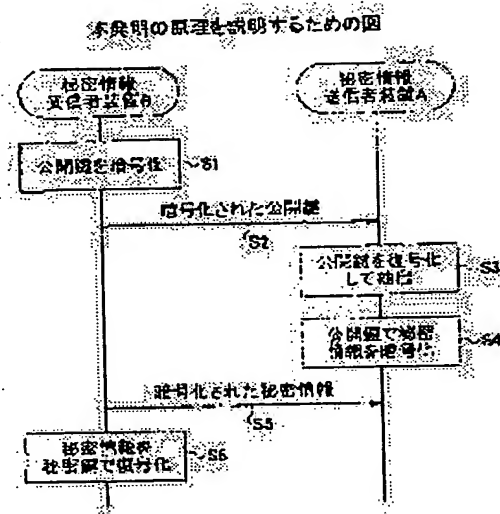 本発明の原理を説明するための図
秘密情報
受信者装置B
秘密情報
送信者装置A
公開鍵を暗号化
S1
暗号化された公開鍵
S2
公開鍵を復号化
して抽出
S3
公開鍵で秘密
情報を暗号化
S4
暗号化された秘密情報
S5
秘密情報を
秘密鍵で復号化
S6